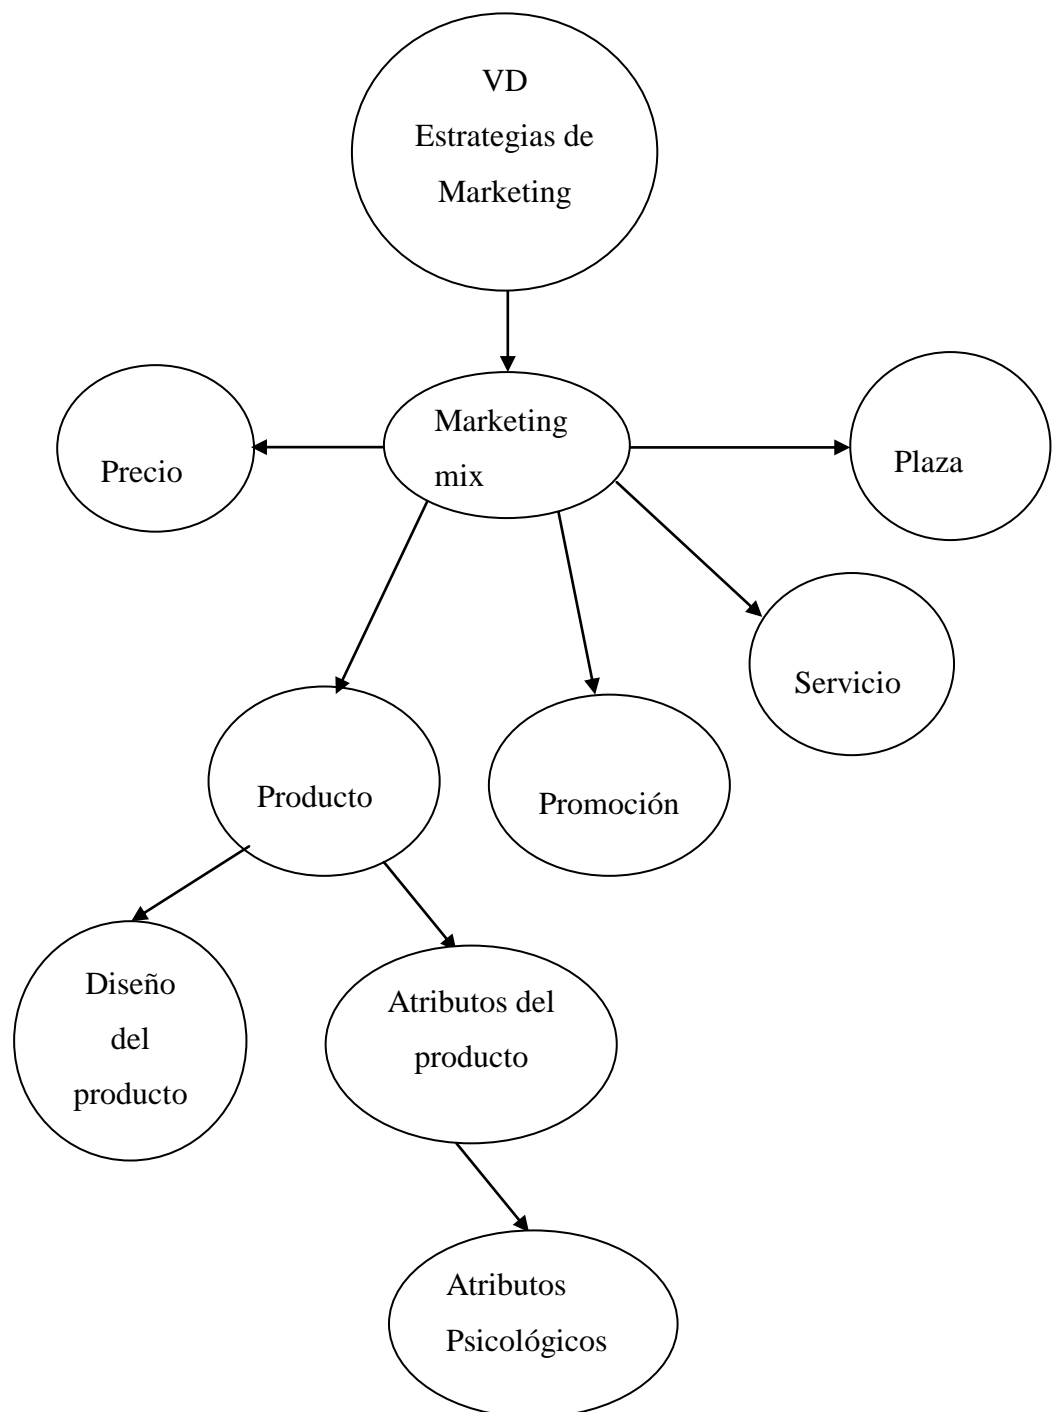 VD
Estrategias de
Marketing
Marketing
mix
Precio
Plaza
Servicio
Producto
Promoción
Diseño
del
producto
Atributos del
producto
Atributos
Psicológicos